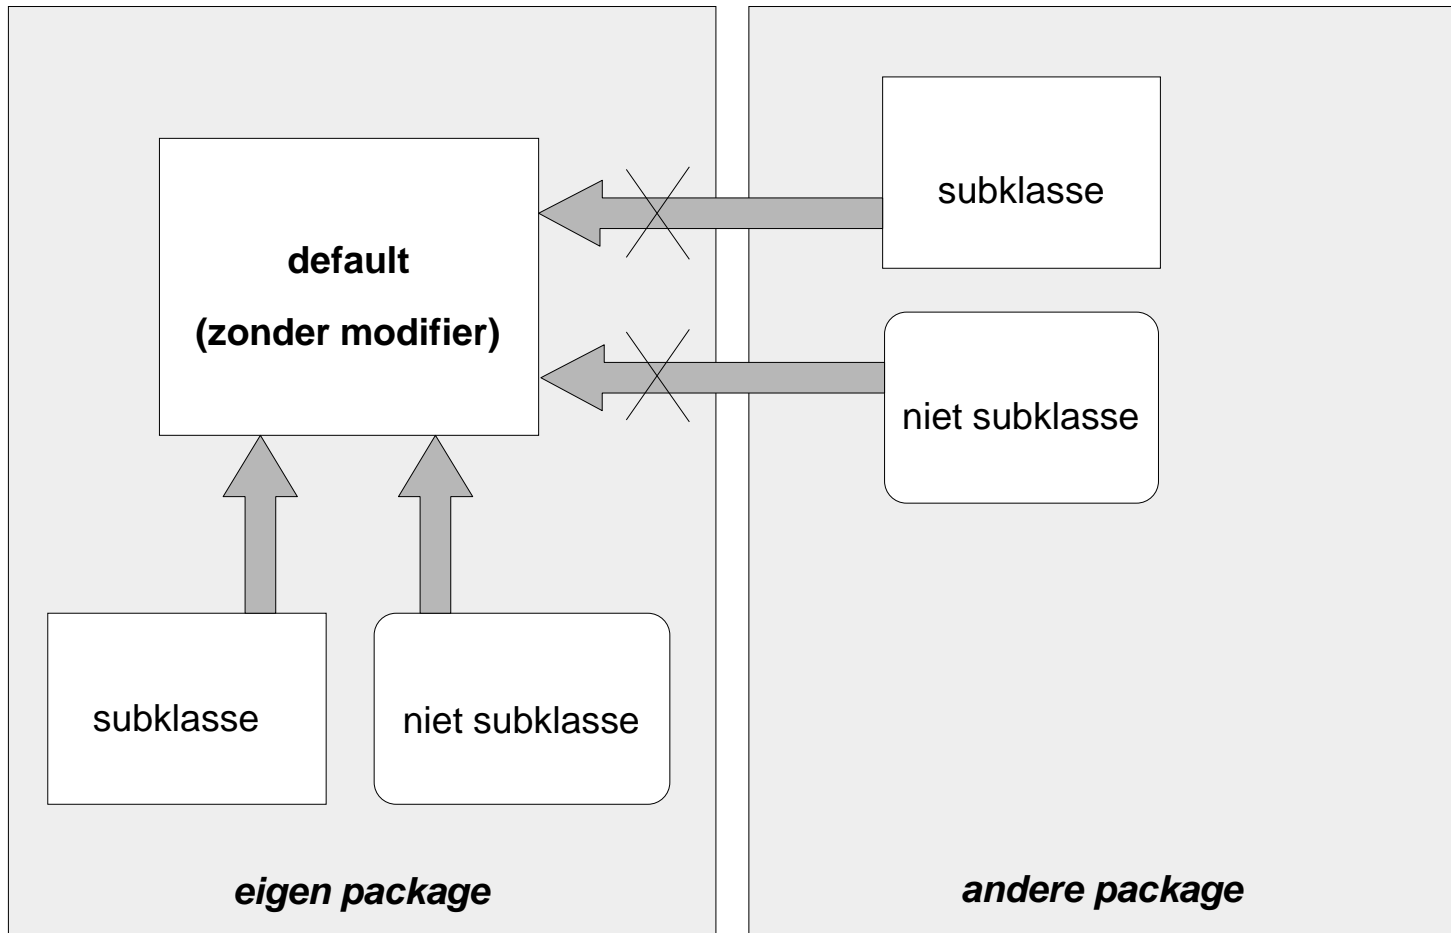 default
(zonder modifier)
subklasse
niet subklasse
eigen package
subklasse
niet subklasse
andere package